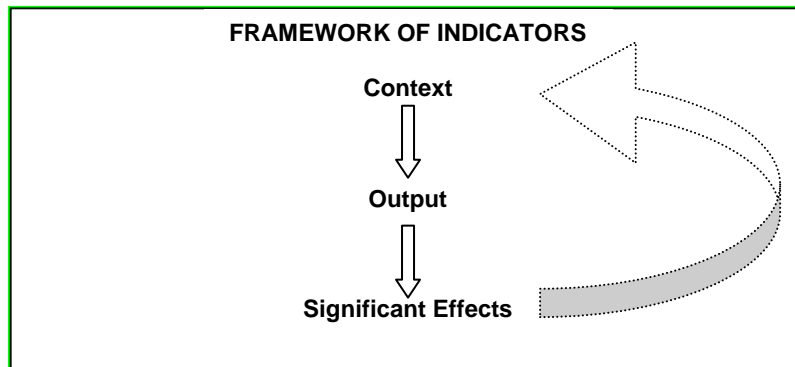 FRAMEWORK OF INDICATORS
Context
Output
Significant Effects